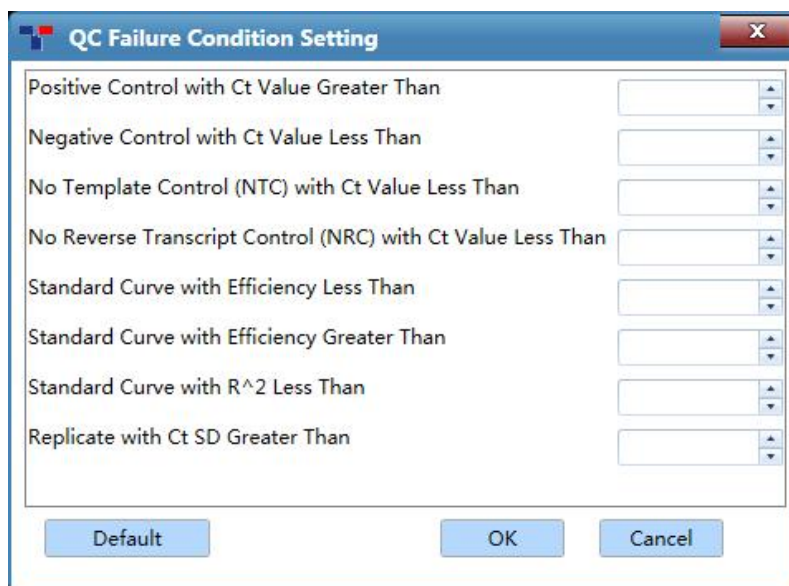 QC Failure Condition Setting
x
Positive Control with Ct Value Greater Than
Negative Control with Ct Value Less Than
No Template Control (NTC) with Ct Value Less Than
No Reverse Transcript Control (NRC) with Ct Value Less Than
Standard Curve with Efficiency Less Than
Standard Curve with Efficiency Greater Than
Standard Curve with R^2 Less Than
Replicate with Ct SD Greater Than
Default OK Cancel